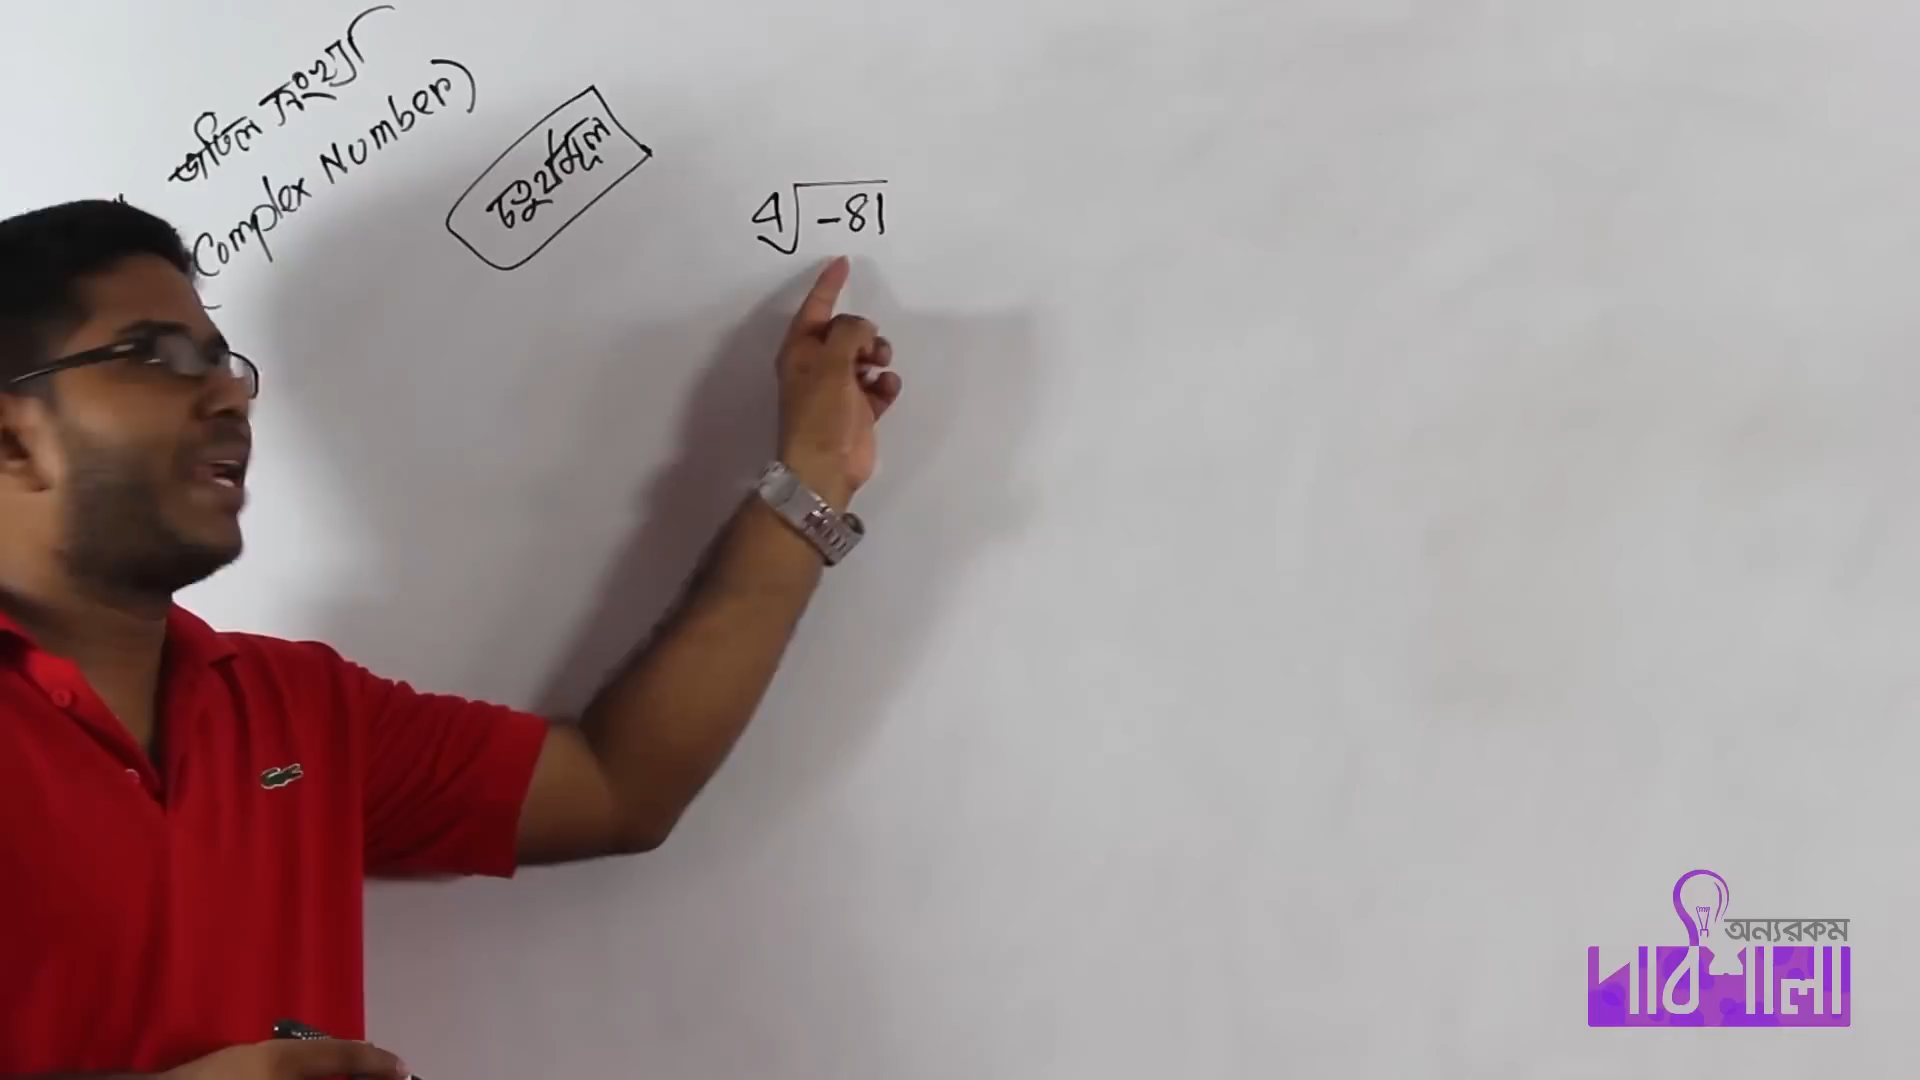 জটিল সংখ্যা
(Complex Number)
চতুর্থমূল
4√-81
অন্যরকম
পাঠশালা